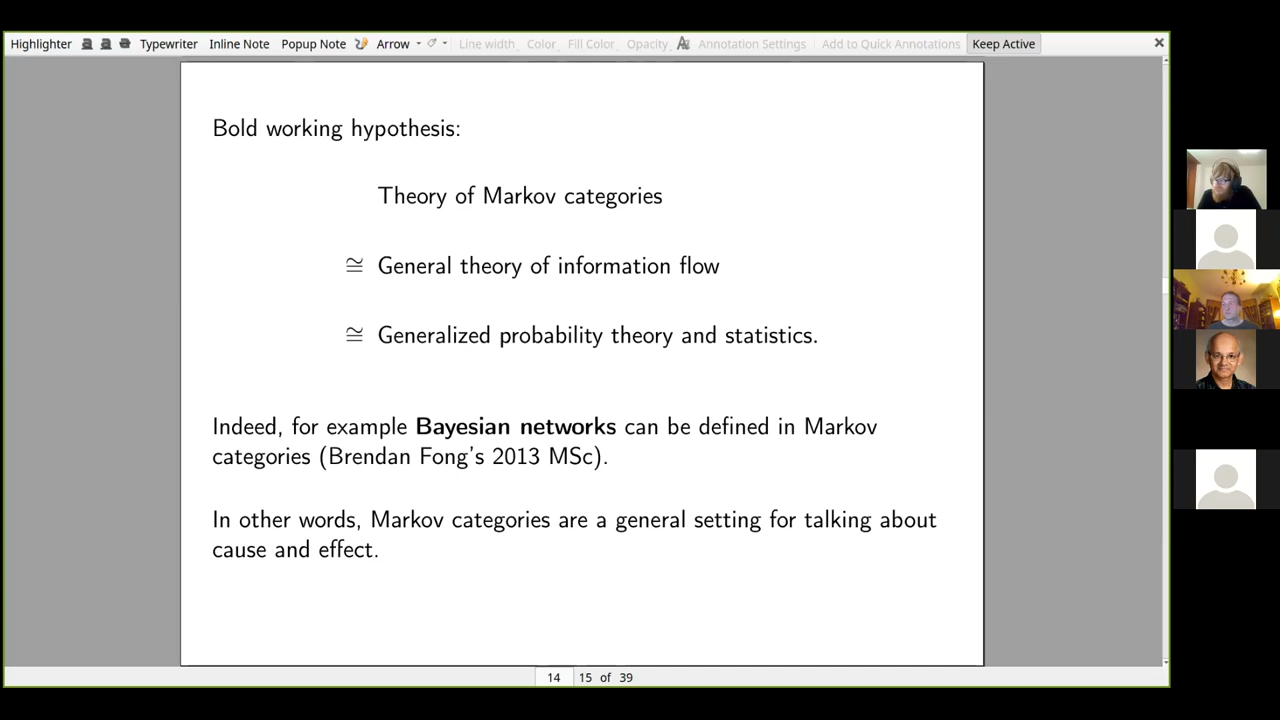 Highlighter Typewriter Inline Note Popup Note Arrow Line width Color Fill Color Opacity Annotation Settings Add to Quick Annotations Keep Active
Bold working hypothesis:
Theory of Markov categories
≅ General theory of information flow
≅ Generalized probability theory and statistics.
Indeed, for example Bayesian networks can be defined in Markov
categories (Brendan Fong's 2013 MSc).
In other words, Markov categories are a general setting for talking about
cause and effect.
14 15 of 39